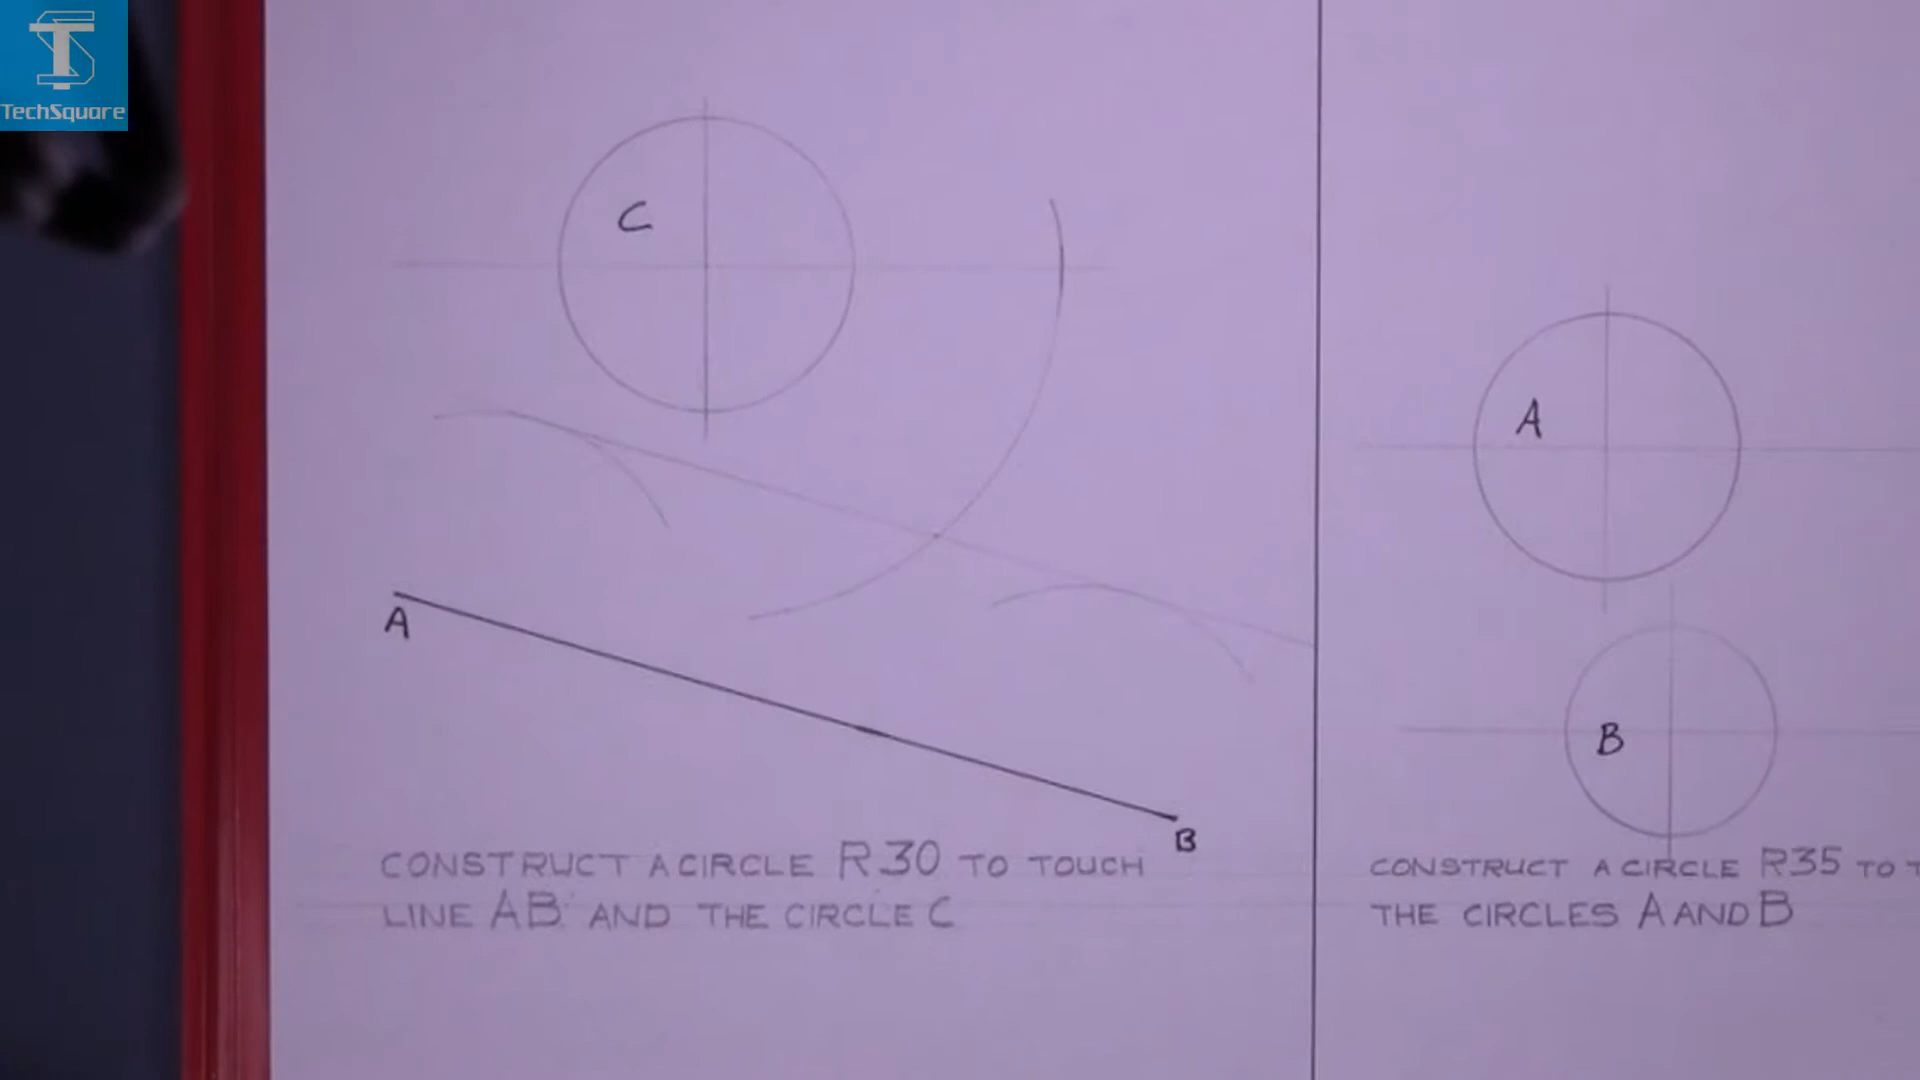 TechSquare
C
A
B
A
B
CONSTRUCT A CIRCLE R30 TO TOUCH
LINE AB AND THE CIRCLE C
CONSTRUCT A CIRCLE R35 TO
THE CIRCLES A AND B